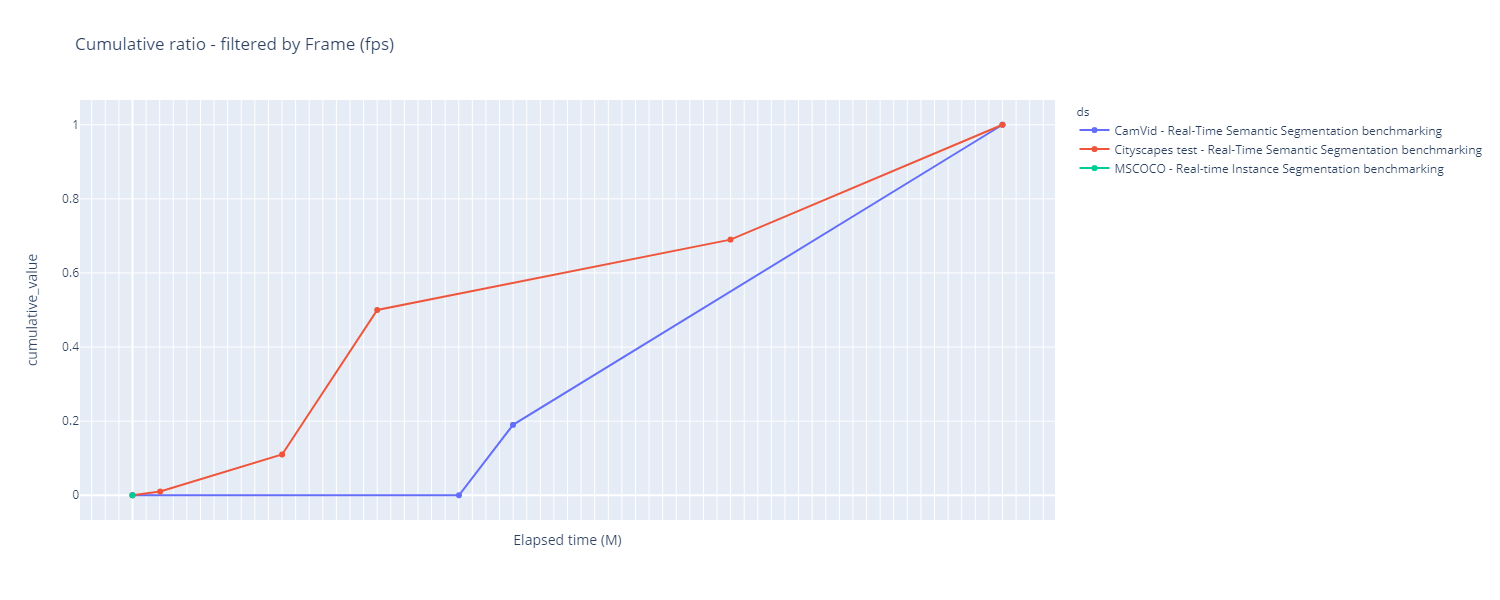 Cumulative ratio - filtered by Frame (fps)
ds
CamVid - Real-Time Semantic Segmentation benchmarking
Cityscapes test - Real-Time Semantic Segmentation benchmarking
MSCOCO - Real-time Instance Segmentation benchmarking
1
0.8
0.6
0.4
0.2
0
cumulative_value
Elapsed time (M)